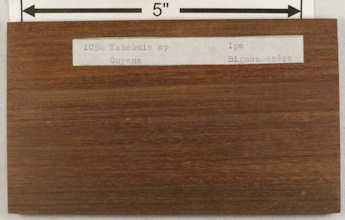 5"
Tabebuia sp Ipe
Guyana Bignoniaceae